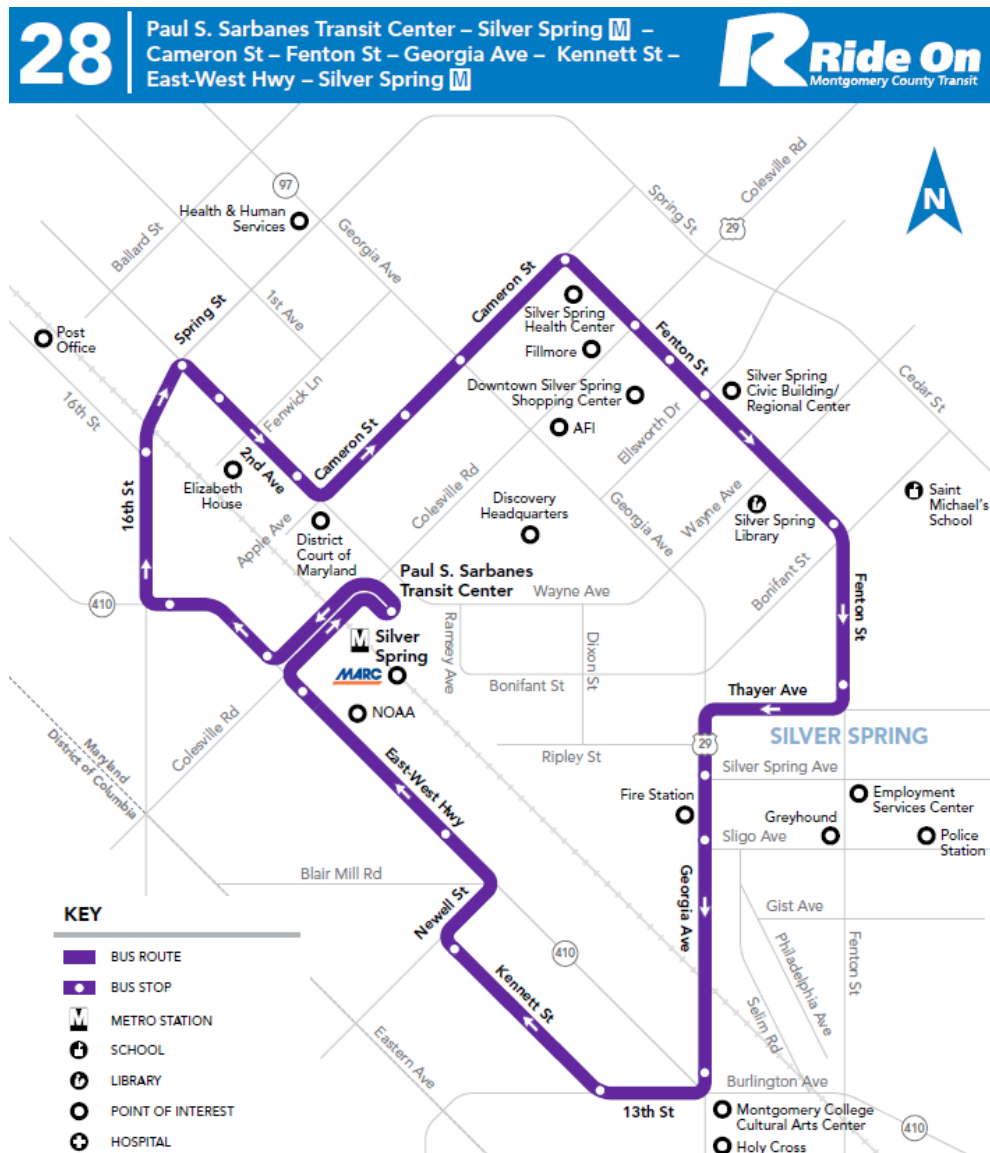 28
Paul S. Sarbanes Transit Center – Silver Spring M –
Cameron St – Fenton St – Georgia Ave – Kennett St –
East-West Hwy – Silver Spring M
Ride On
Montgomery County Transit
N
97
Health & Human
Services
Ballard St
Georgia Ave
Spring St
Colesville Rd
29
Spring St
1st Ave
Cameron St
Post
Office
16th St
Silver Spring
Health Center
Fillmore
Fenton St
Fenwick Ln
Downtown Silver Spring
Shopping Center
AFI
Silver Spring
Civic Building/
Regional Center
Cedar St
Ellsworth Dr
Cameron St
2nd Ave
Elizabeth
House
16th St
Apple Ave
District
Court of
Maryland
Colesville Rd
Discovery
Headquarters
Georgia Ave
Wayne Ave
Silver Spring
Library
Saint
Michael's
School
Bonifant St
Paul S. Sarbanes
Transit Center
Wayne Ave
410
M
Silver
Spring
MARC
NOAA
Ramsey Ave
Dixon St
Bonifant St
Fenton St
Thayer Ave
29
SILVER SPRING
Ripley St
Silver Spring Ave
Colesville Rd
Maryland
District of Columbia
East-West Hwy
Fire Station
Employment
Services Center
Greyhound
Sligo Ave
Police
Station
Blair Mill Rd
Newell St
Georgia Ave
Gist Ave
Philadelphia Ave
Fenton St
410
Kennett St
Selim Rd
Eastern Ave
13th St
Burlington Ave
Montgomery College
Cultural Arts Center
410
Holy Cross
KEY
BUS ROUTE
BUS STOP
M METRO STATION
SCHOOL
LIBRARY
POINT OF INTEREST
HOSPITAL